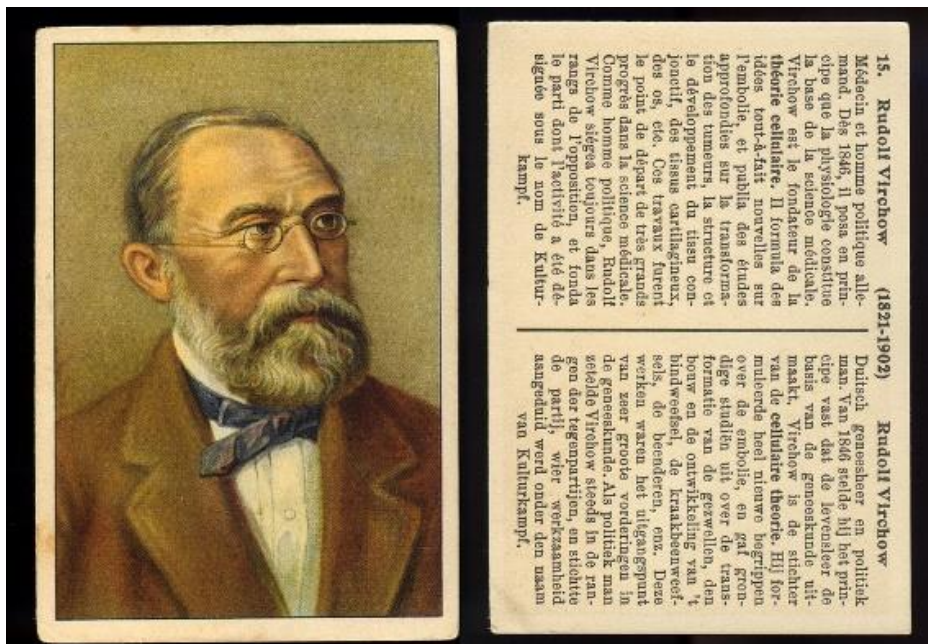 15. Rudolf Virchow (1821-1902) Rudolf Virchow
Médecin et homme politique alle-
mand. Dès 1846, il posa en prin-
cipe que la physiologie constitue
la base de la science médicale.
Virchow est le fondateur de la
théorie cellulaire. Il formula des
idées tout-à-fait nouvelles sur
l'embolie, et publia des études
approfondies sur la transforma-
tion des tumeurs, la structure et
le développement du tissu con-
jonctif, des tissus cartilagineux,
des os, etc. Ces travaux furent
le point de départ de très grands
progrès dans la science médicale.
Comme homme politique, Rudolf
Virchow siégea toujours dans les
rangs de l'opposition, et fonda
le parti dont l'activité a été dé-
signée sous le nom de Kultur-
kampf.
Duitsch geneesheer en politiek
man. Van 1846 stelde hij het prin-
cipe vast dat de levensleer de
basis van de geneeskunde uit-
maakt. Virchow is de stichter
van de cellulaire theorie. Hij for-
muleerde heel nieuwe begrippen
over de embolie, en gaf gron-
dige studiën uit over de trans-
formatie van de gezwellen, den
bouw en de ontwikkeling van 't
bindweefsel, de kraakbeenweef-
sels, de beenderen, enz. Deze
werken waren het uitgangspunt
van zeer groote vorderingen in
de geneeskunde. Als politiek man
zetelde Virchow steeds in de ran-
gen der tegenpartijen, en stichtte
de partij, wier werkzaamheid
aangeduid werd onder den naam
van Kulturkampf.